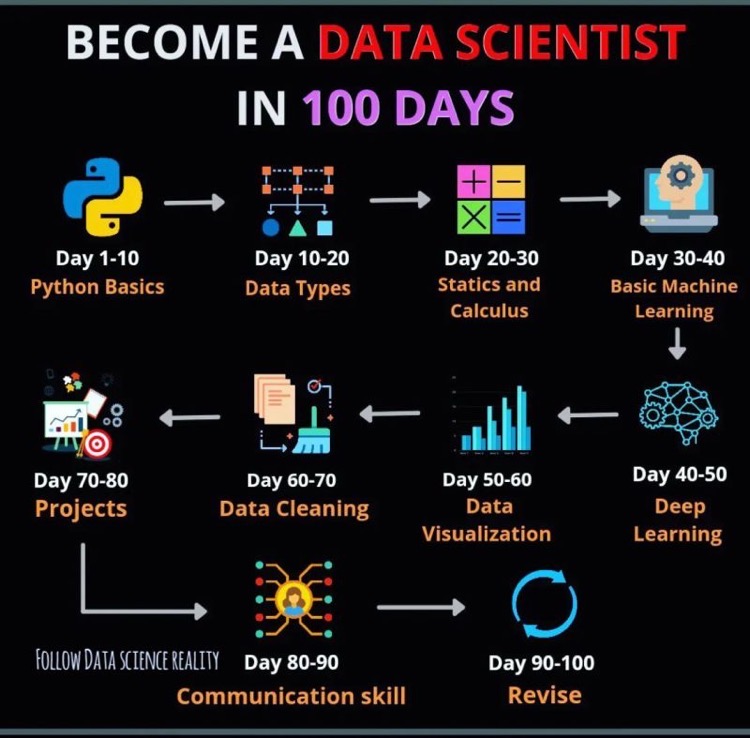 BECOME A DATA SCIENTIST
IN 100 DAYS
Day 1-10
Python Basics
Day 10-20
Data Types
Day 20-30
Statics and
Calculus
Day 30-40
Basic Machine
Learning
Day 40-50
Deep
Learning
Day 50-60
Data
Visualization
Day 60-70
Data Cleaning
Day 70-80
Projects
Day 80-90
Communication skill
Day 90-100
Revise
FOLLOW DATA SCIENCE REALITY